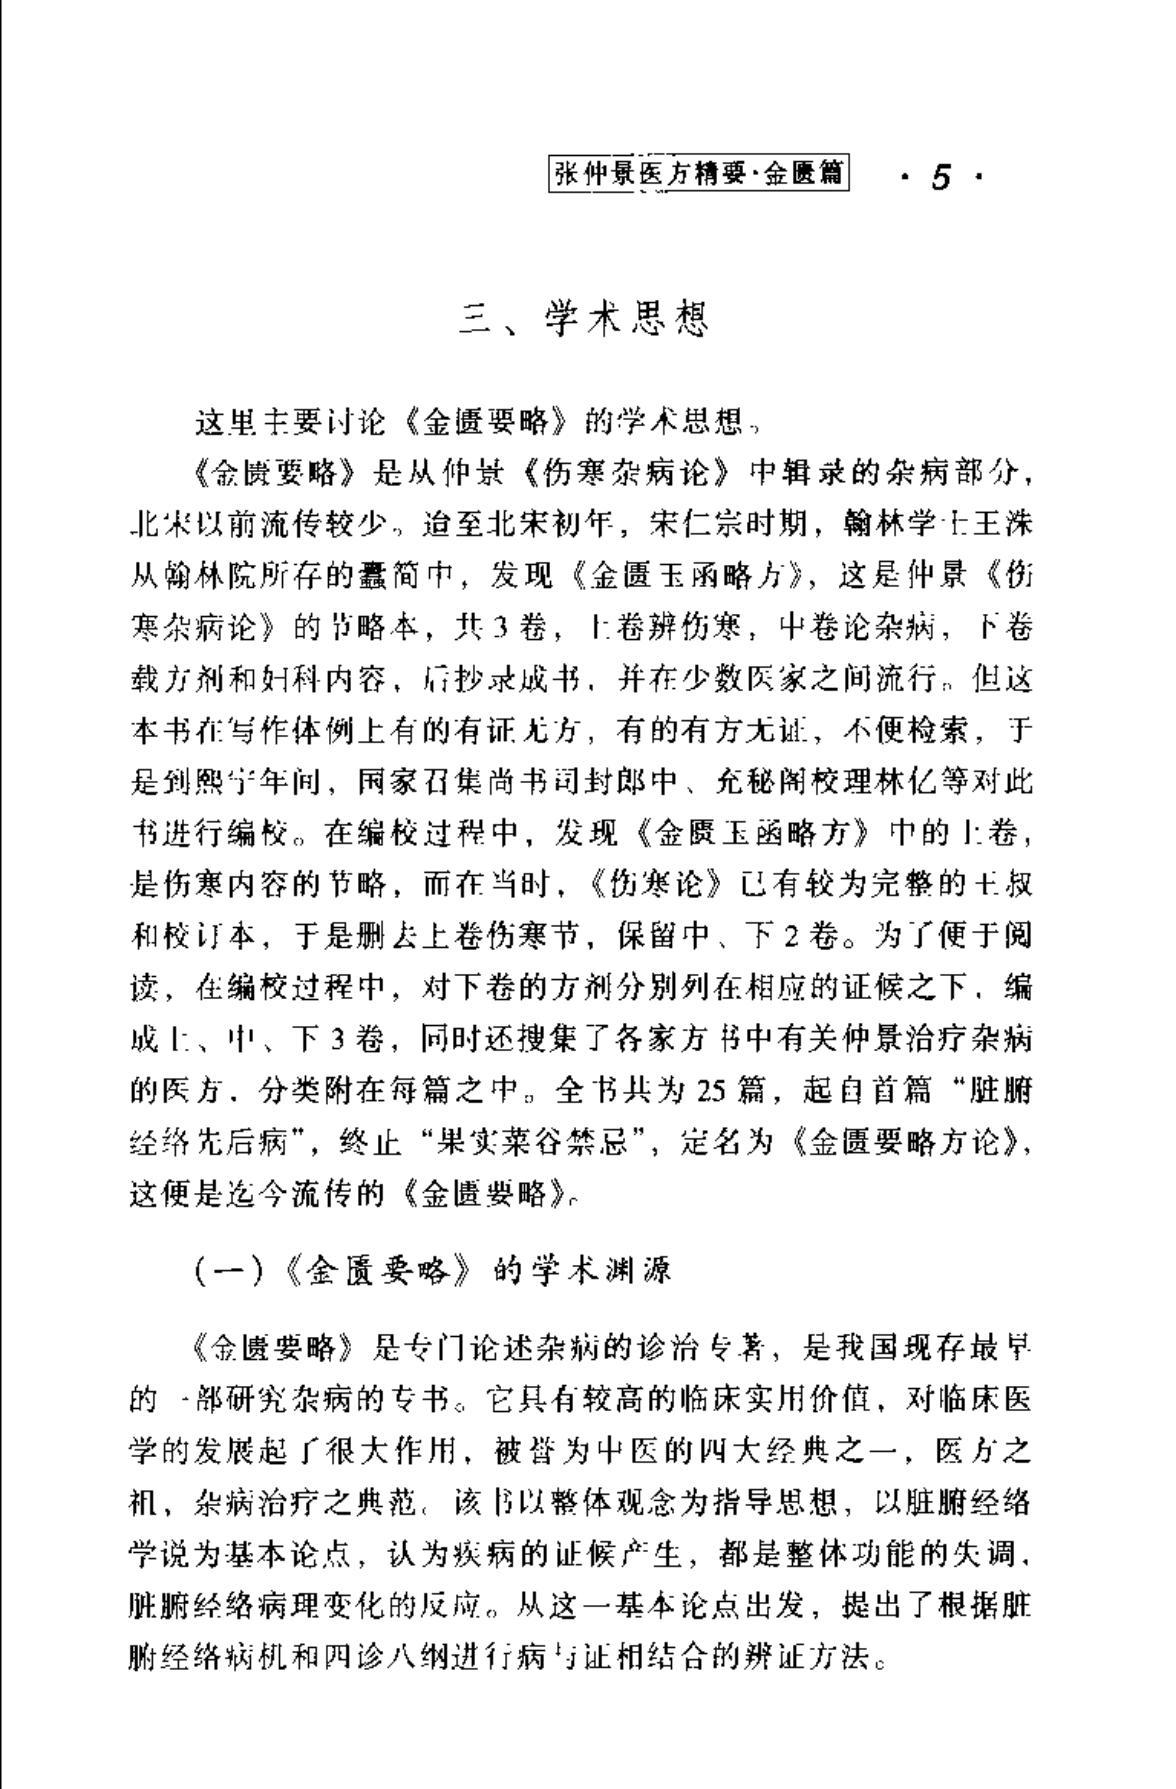 张仲景医方精要·金匮篇 · 5 ·
三、学术思想
这里主要讨论《金匮要略》的学术思想。
《金匮要略》是从仲景《伤寒杂病论》中辑录的杂病部分，
北宋以前流传较少。迨至北宋初年，宋仁宗时期，翰林学士王洙
从翰林院所存的蠹简中，发现《金匮玉函略方》，这是仲景《伤
寒杂病论》的节略本，共 3 卷，上卷辨伤寒，中卷论杂病，下卷
载方剂和妇科内容，后抄录成书，并在少数医家之间流行。但这
本书在写作体例上有的有证无方，有的有方无证，不便检索，于
是到熙宁年间，国家召集尚书司封郎中、充秘阁校理林亿等对此
书进行编校。在编校过程中，发现《金匮玉函略方》中的上卷，
是伤寒内容的节略，而在当时，《伤寒论》已有较为完整的王叔
和校订本，于是删去上卷伤寒节，保留中、下 2 卷。为了便于阅
读，在编校过程中，对下卷的方剂分别列在相应的证候之下，编
成上、中、下 3 卷，同时还搜集了各家方书中有关仲景治疗杂病
的医方，分类附在每篇之中。全书共为 25 篇，起自首篇“脏腑
经络先后病”，终止“果实菜谷禁忌”，定名为《金匮要略方论》，
这便是迄今流传的《金匮要略》。
(一)《金匮要略》的学术渊源
《金匮要略》是专门论述杂病的诊治专著，是我国现存最早
的一部研究杂病的专书。它具有较高的临床实用价值，对临床医
学的发展起了很大作用，被誉为中医的四大经典之一，医方之
祖，杂病治疗之典范。该书以整体观念为指导思想，以脏腑经络
学说为基本论点，认为疾病的证候产生，都是整体功能的失调，
脏腑经络病理变化的反应。从这一基本论点出发，提出了根据脏
腑经络病机和四诊八纲进行病与证相结合的辨证方法。